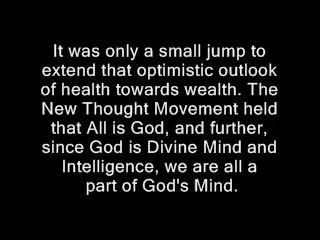 It was only a small jump to
extend that optimistic outlook
of health towards wealth. The
New Thought Movement held
that All is God, and further,
since God is Divine Mind and
Intelligence, we are all a
part of God's Mind.